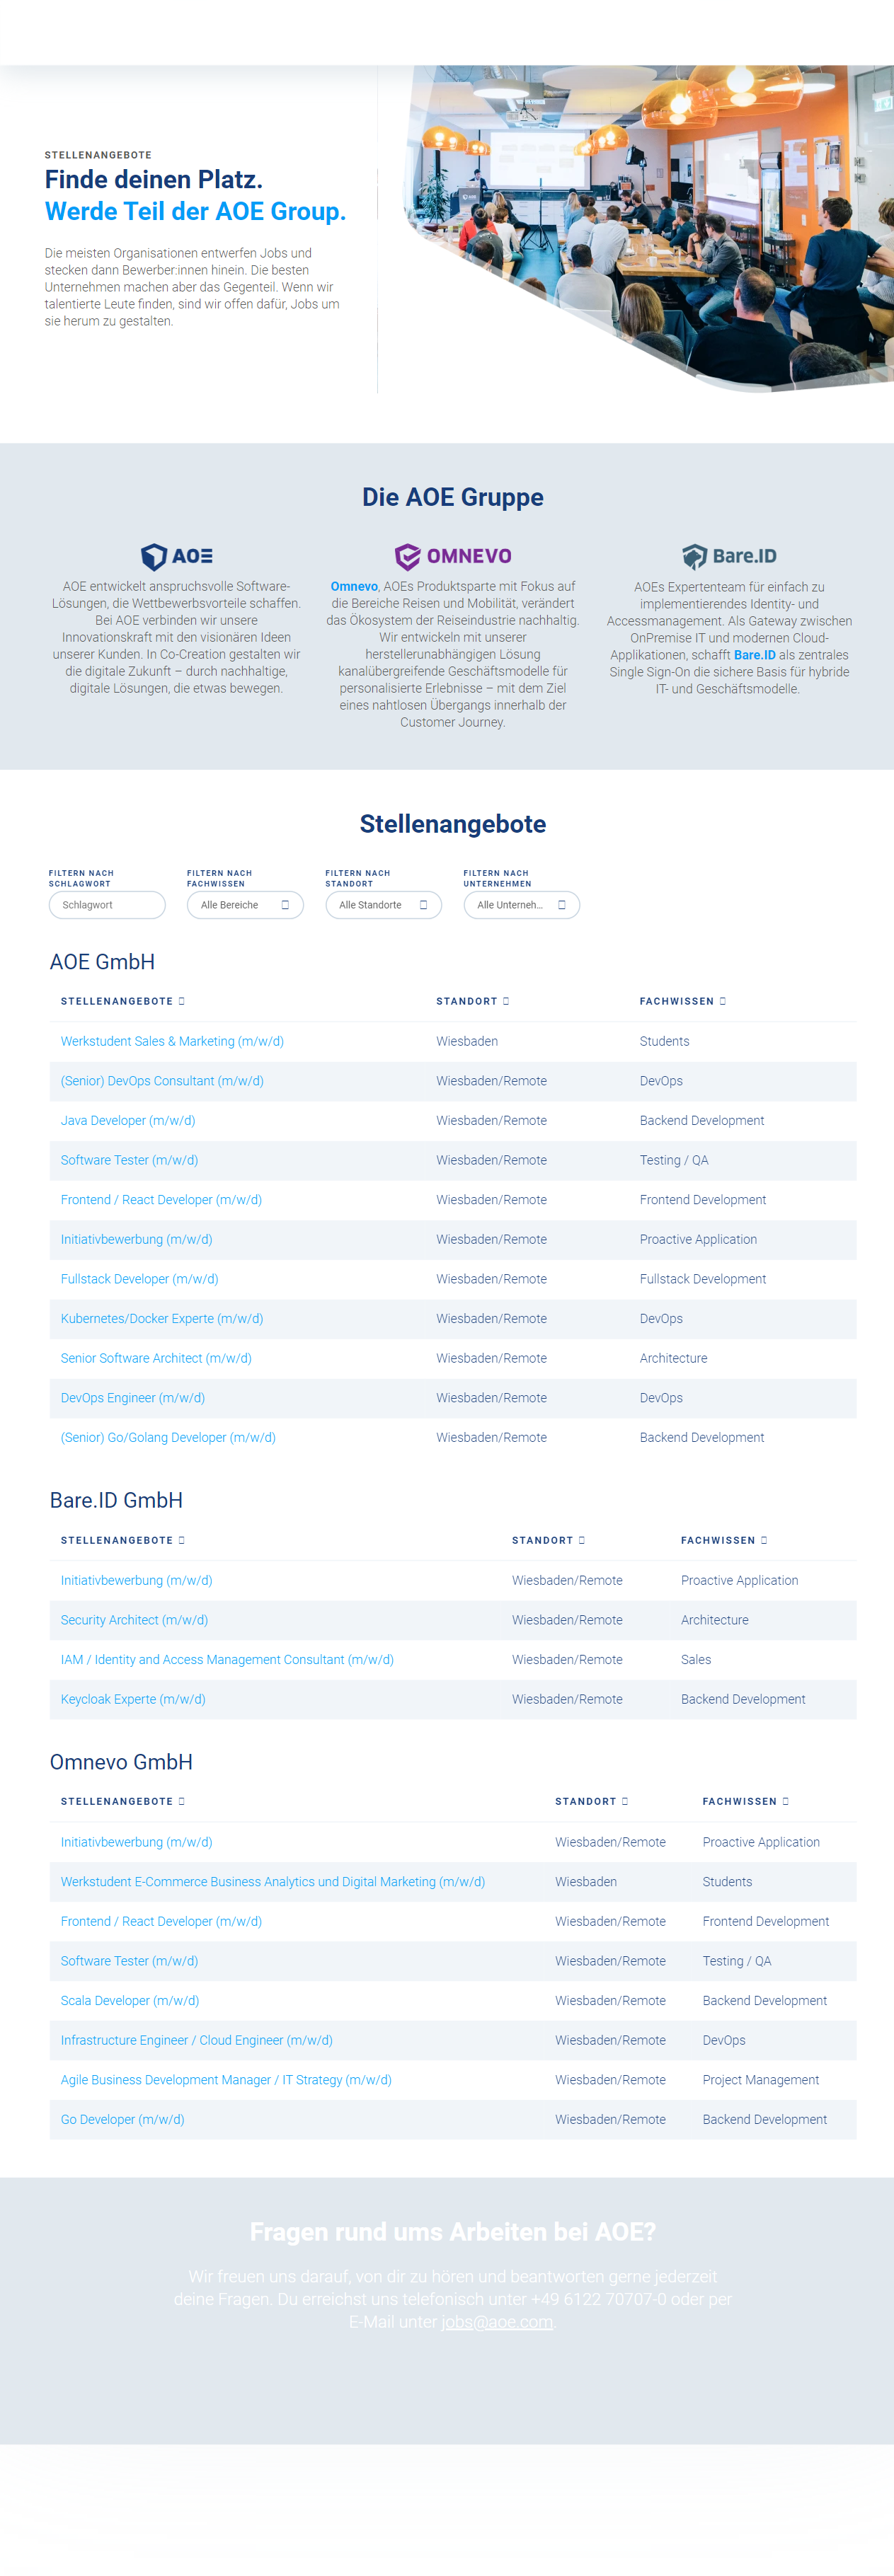 STELLENANGEBOTE
Finde deinen Platz.
Werde Teil der AOE Group.
Die meisten Organisationen entwerfen Jobs und
stecken dann Bewerber:innen hinein. Die besten
Unternehmen machen aber das Gegenteil. Wenn wir
talentierte Leute finden, sind wir offen dafür, Jobs um
sie herum zu gestalten.
Die AOE Gruppe
AOE
AOE entwickelt anspruchsvolle Software-
Lösungen, die Wettbewerbsvorteile schaffen.
Bei AOE verbinden wir unsere
Innovationskraft mit den visionären Ideen
unserer Kunden. In Co-Creation gestalten wir
die digitale Zukunft – durch nachhaltige,
digitale Lösungen, die etwas bewegen.
OMNEVO
Omnevo, AOEs Produktsparte mit Fokus auf
die Bereiche Reisen und Mobilität, verändert
das Ökosystem der Reiseindustrie nachhaltig.
Wir entwickeln mit unserer
herstellerunabhängigen Lösung
kanalübergreifende Geschäftsmodelle für
personalisierte Erlebnisse – mit dem Ziel
eines nahtlosen Übergangs innerhalb der
Customer Journey.
Bare.ID
AOEs Expertenteam für einfach zu
implementierendes Identity- und
Accessmanagement. Als Gateway zwischen
OnPremise IT und modernen Cloud-
Applikationen, schafft Bare.ID als zentrales
Single Sign-On die sichere Basis für hybride
IT- und Geschäftsmodelle.
Stellenangebote
FILTERN NACH
SCHLAGWORT
Schlagwort
FILTERN NACH
FACHWISSEN
Alle Bereiche
FILTERN NACH
STANDORT
Alle Standorte
FILTERN NACH
UNTERNEHMEN
Alle Unterneh...
AOE GmbH
STELLENANGEBOTE STANDORT FACHWISSEN
Werkstudent Sales & Marketing (m/w/d) Wiesbaden Students
(Senior) DevOps Consultant (m/w/d) Wiesbaden/Remote DevOps
Java Developer (m/w/d) Wiesbaden/Remote Backend Development
Software Tester (m/w/d) Wiesbaden/Remote Testing / QA
Frontend / React Developer (m/w/d) Wiesbaden/Remote Frontend Development
Initiativbewerbung (m/w/d) Wiesbaden/Remote Proactive Application
Fullstack Developer (m/w/d) Wiesbaden/Remote Fullstack Development
Kubernetes/Docker Experte (m/w/d) Wiesbaden/Remote DevOps
Senior Software Architect (m/w/d) Wiesbaden/Remote Architecture
DevOps Engineer (m/w/d) Wiesbaden/Remote DevOps
(Senior) Go/Golang Developer (m/w/d) Wiesbaden/Remote Backend Development
Bare.ID GmbH
STELLENANGEBOTE STANDORT FACHWISSEN
Initiativbewerbung (m/w/d) Wiesbaden/Remote Proactive Application
Security Architect (m/w/d) Wiesbaden/Remote Architecture
IAM / Identity and Access Management Consultant (m/w/d) Wiesbaden/Remote Sales
Keycloak Experte (m/w/d) Wiesbaden/Remote Backend Development
Omnevo GmbH
STELLENANGEBOTE STANDORT FACHWISSEN
Initiativbewerbung (m/w/d) Wiesbaden/Remote Proactive Application
Werkstudent E-Commerce Business Analytics und Digital Marketing (m/w/d) Wiesbaden Students
Frontend / React Developer (m/w/d) Wiesbaden/Remote Frontend Development
Software Tester (m/w/d) Wiesbaden/Remote Testing / QA
Scala Developer (m/w/d) Wiesbaden/Remote Backend Development
Infrastructure Engineer / Cloud Engineer (m/w/d) Wiesbaden/Remote DevOps
Agile Business Development Manager / IT Strategy (m/w/d) Wiesbaden/Remote Project Management
Go Developer (m/w/d) Wiesbaden/Remote Backend Development
Fragen rund ums Arbeiten bei AOE?
Wir freuen uns darauf, von dir zu hören und beantworten gerne jederzeit
deine Fragen. Du erreichst uns telefonisch unter +49 6122 70707-0 oder per
E-Mail unter jobs@aoe.com.